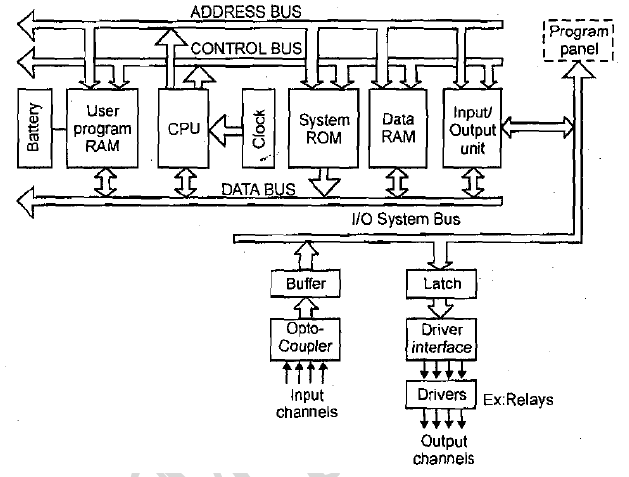 ADDRESS BUS
CONTROL BUS
Program
panel
Battery
User
program
RAM
CPU
Clock
System
ROM
Data
RAM
Input/
Output
unit
DATA BUS
I/O System Bus
Buffer
Latch
Opto-
Coupler
Driver
interface
Input
channels
Drivers
Ex:Relays
Output
channels